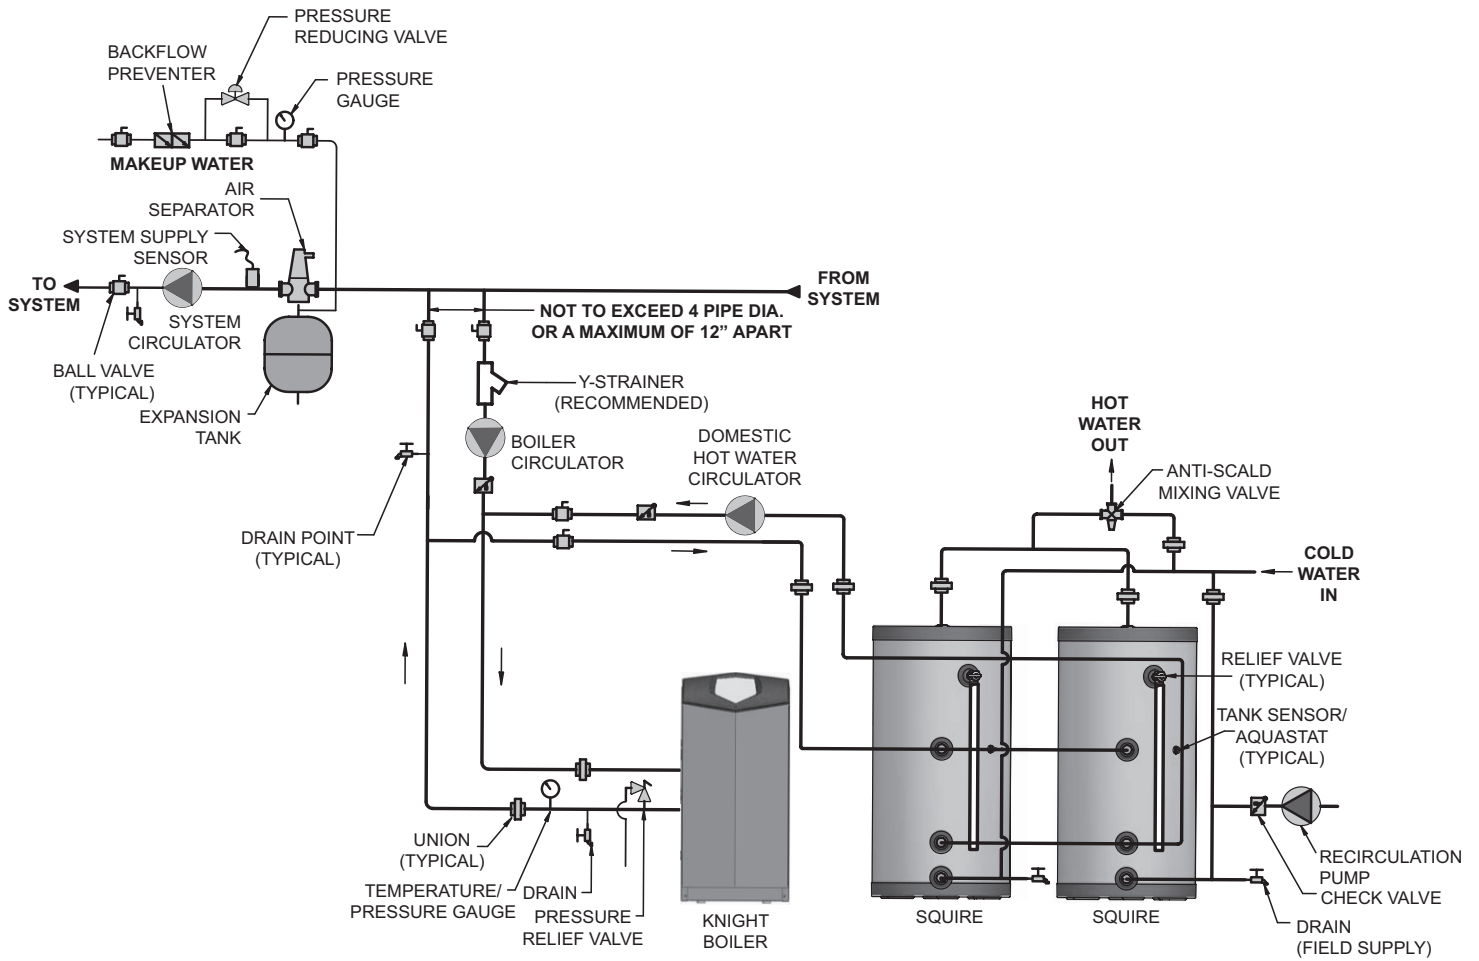 PRESSURE
REDUCING VALVE
BACKFLOW
PREVENTER
PRESSURE
GAUGE
MAKEUP WATER
AIR
SEPARATOR
SYSTEM SUPPLY
SENSOR
TO
SYSTEM
FROM
SYSTEM
NOT TO EXCEED 4 PIPE DIA.
OR A MAXIMUM OF 12” APART
SYSTEM
CIRCULATOR
BALL VALVE
(TYPICAL)
EXPANSION
TANK
Y-STRAINER
(RECOMMENDED)
BOILER
CIRCULATOR
DOMESTIC
HOT WATER
CIRCULATOR
HOT
WATER
OUT
ANTI-SCALD
MIXING VALVE
DRAIN POINT
(TYPICAL)
COLD
WATER
IN
RELIEF VALVE
(TYPICAL)
TANK SENSOR/
AQUASTAT
(TYPICAL)
UNION
(TYPICAL)
TEMPERATURE/
PRESSURE GAUGE
DRAIN
PRESSURE
RELIEF VALVE
KNIGHT
BOILER
SQUIRE
SQUIRE
RECIRCULATION
PUMP
CHECK VALVE
DRAIN
(FIELD SUPPLY)